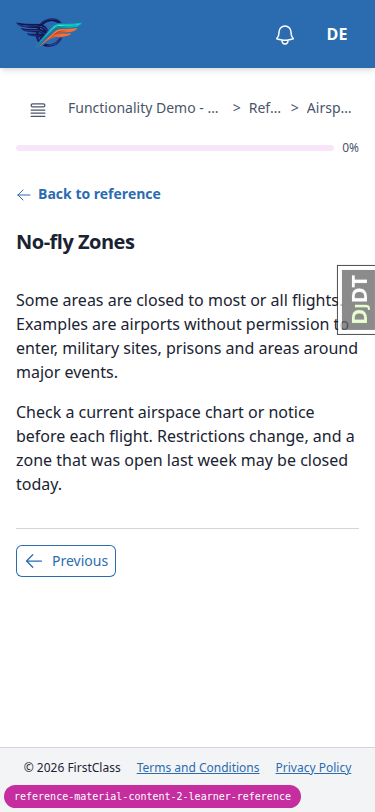 DE
Functionality Demo - ... > Ref... > Airsp...
0%
Back to reference
No-fly Zones
Some areas are closed to most or all flights.
Examples are airports without permission to
enter, military sites, prisons and areas around
major events.
DjDT
Check a current airspace chart or notice
before each flight. Restrictions change, and a
zone that was open last week may be closed
today.
Previous
© 2026 FirstClass Terms and Conditions Privacy Policy
reference-material-content-2-learner-reference